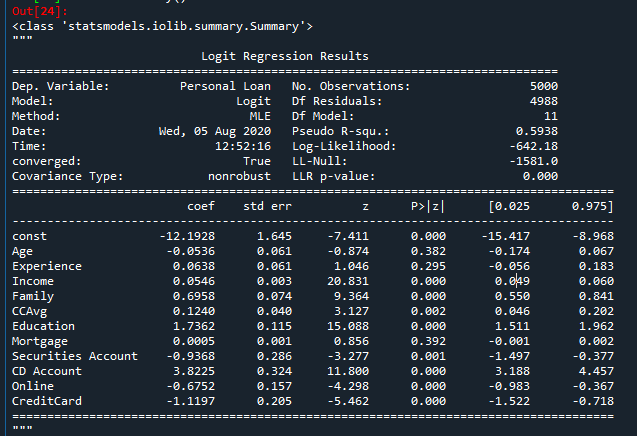 Out[24]:
<class 'statsmodels.iolib.summary.Summary'>
"""
Logit Regression Results
==============================================================================
Dep. Variable: Personal Loan No. Observations: 5000
Model: Logit Df Residuals: 4988
Method: MLE Df Model: 11
Date: Wed, 05 Aug 2020 Pseudo R-squ.: 0.5938
Time: 12:52:16 Log-Likelihood: -642.18
converged: True LL-Null: -1581.0
Covariance Type: nonrobust LLR p-value: 0.000
======================================================================================
coef std err z P>|z| [0.025 0.975]
--------------------------------------------------------------------------------------
const -12.1928 1.645 -7.411 0.000 -15.417 -8.968
Age -0.0536 0.061 -0.874 0.382 -0.174 0.067
Experience 0.0638 0.061 1.046 0.295 -0.056 0.183
Income 0.0546 0.003 20.831 0.000 0.049 0.060
Family 0.6958 0.074 9.364 0.000 0.550 0.841
CCAvg 0.1240 0.040 3.127 0.002 0.046 0.202
Education 1.7362 0.115 15.088 0.000 1.511 1.962
Mortgage 0.0005 0.001 0.856 0.392 -0.001 0.002
Securities Account -0.9368 0.286 -3.277 0.001 -1.497 -0.377
CD Account 3.8225 0.324 11.800 0.000 3.188 4.457
Online -0.6752 0.157 -4.298 0.000 -0.983 -0.367
CreditCard -1.1197 0.205 -5.462 0.000 -1.522 -0.718
======================================================================================
"""